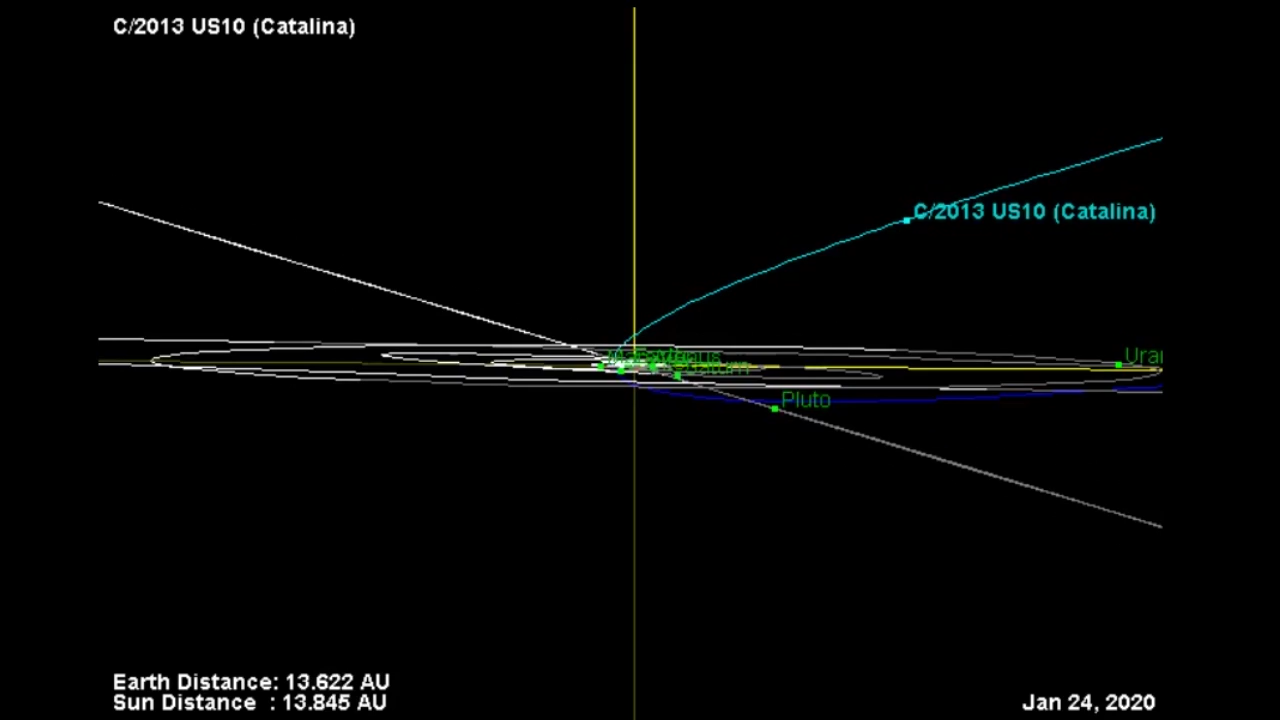 C/2013 US10 (Catalina)
C/2013 US10 (Catalina)
Urai
Pluto
Earth Distance: 13.622 AU
Sun Distance : 13.845 AU
Jan 24, 2020